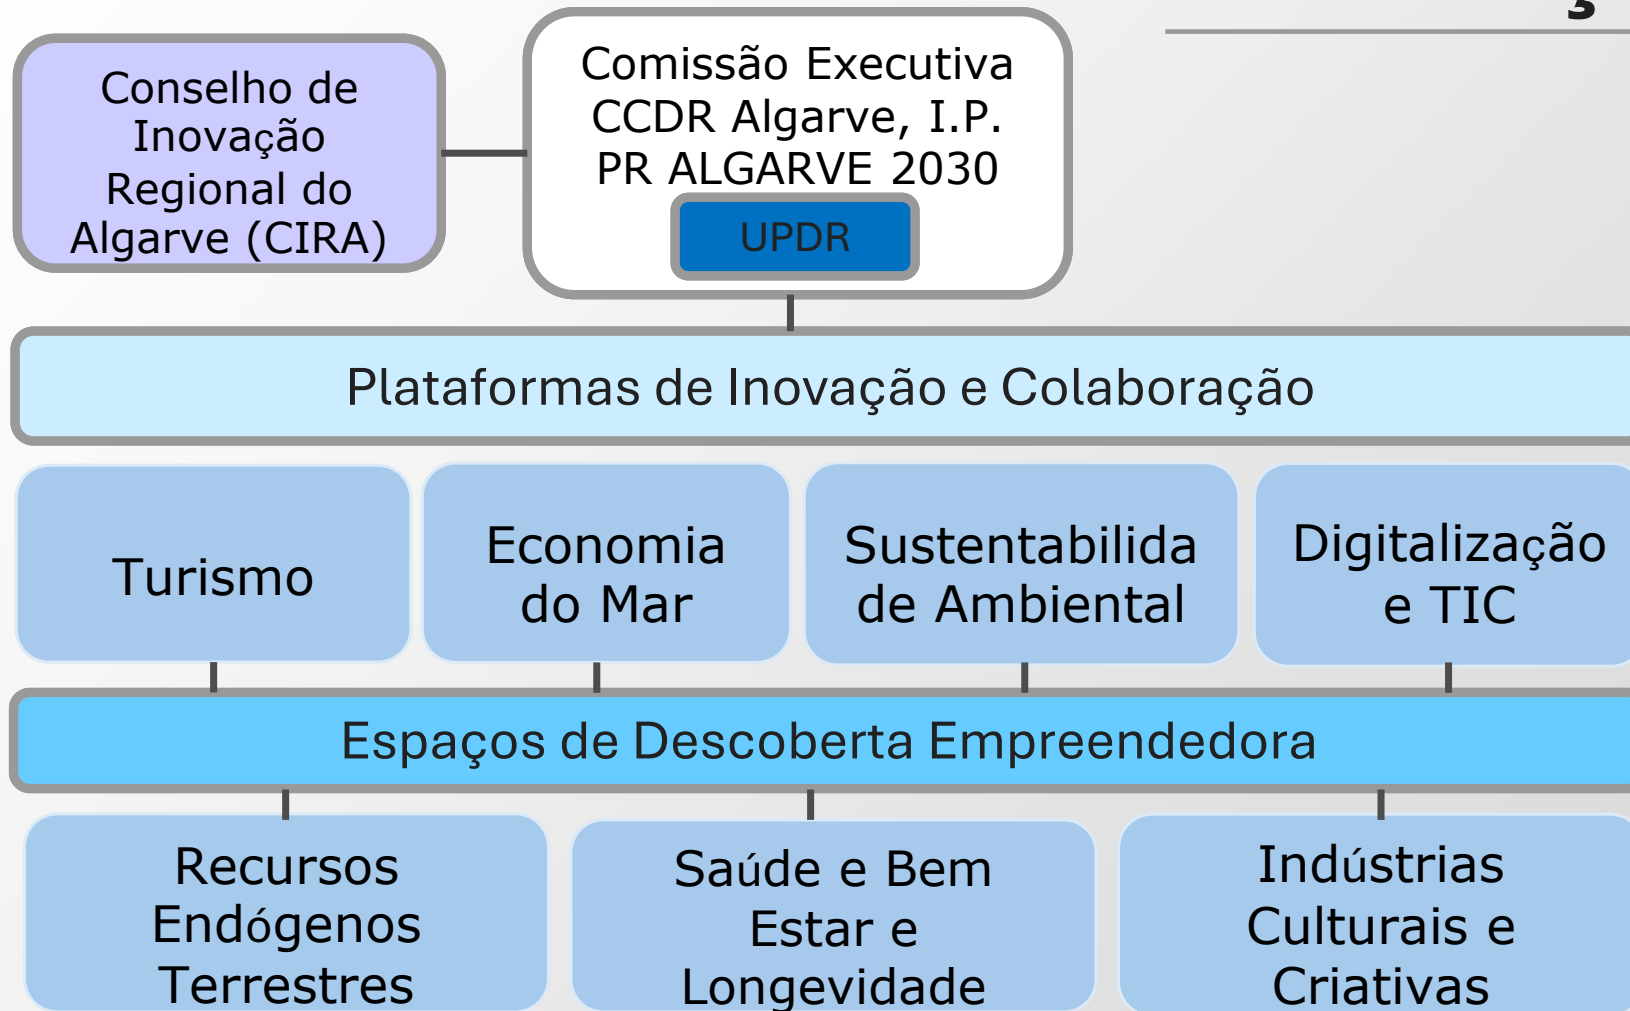 3
Conselho de
Inovação
Regional do
Algarve (CIRA)
Comissão Executiva
CCDR Algarve, I.P.
PR ALGARVE 2030
UPDR
Plataformas de Inovação e Colaboração
Turismo
Economia
do Mar
Sustentabilida
de Ambiental
Digitalização
e TIC
Espaços de Descoberta Empreendedora
Recursos
Endógenos
Terrestres
Saúde e Bem
Estar e
Longevidade
Indústrias
Culturais e
Criativas